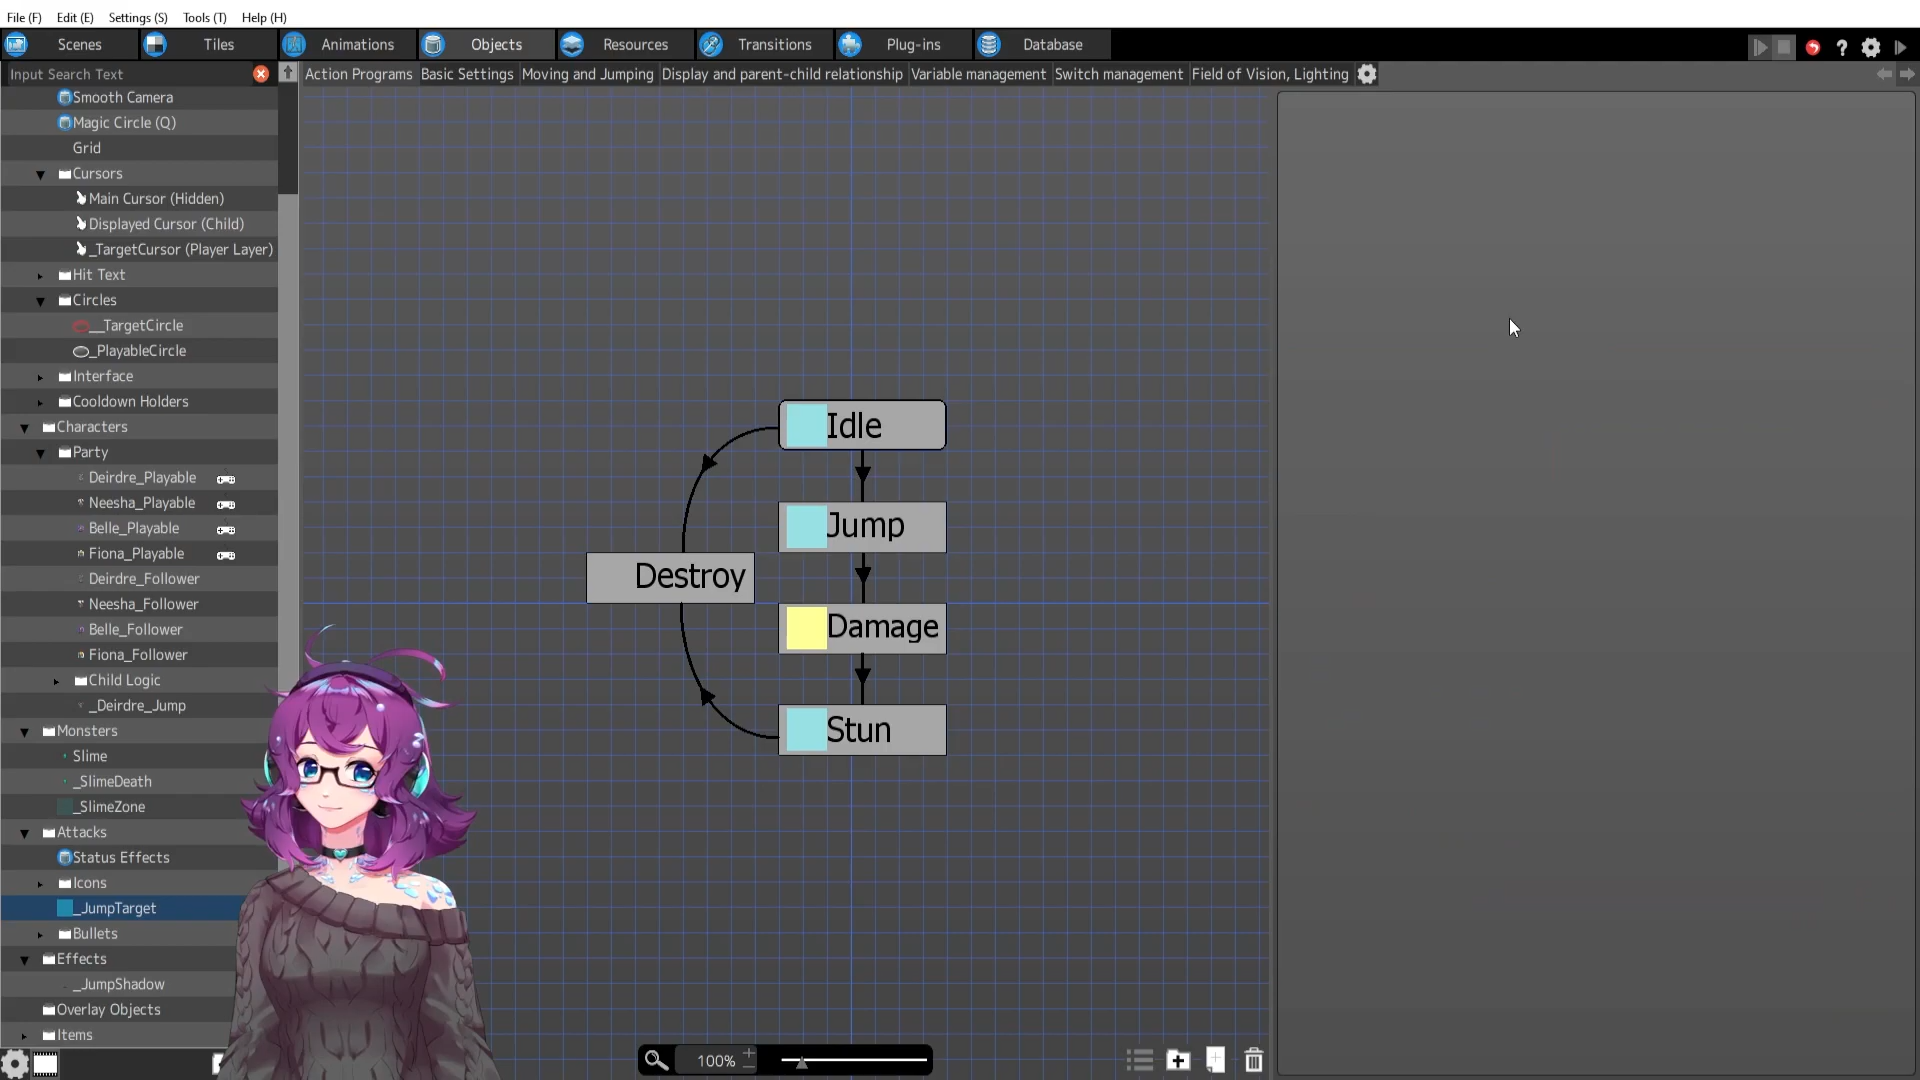 File (F) Edit (E) Settings (S) Tools (T) Help (H)
Scenes Tiles Animations Objects Resources Transitions Plug-ins Database
Input Search Text
Action Programs Basic Settings Moving and Jumping Display and parent-child relationship Variable management Switch management Field of Vision, Lighting
Smooth Camera
Magic Circle (Q)
Grid
Cursors
Main Cursor (Hidden)
Displayed Cursor (Child)
_TargetCursor (Player Layer)
Hit Text
Circles
__TargetCircle
_PlayableCircle
Interface
Cooldown Holders
Characters
Party
Deirdre_Playable
Neesha_Playable
Belle_Playable
Fiona_Playable
Deirdre_Follower
Neesha_Follower
Belle_Follower
Fiona_Follower
Child Logic
_Deirdre_Jump
Monsters
Slime
_SlimeDeath
_SlimeZone
Attacks
Status Effects
Icons
_JumpTarget
Bullets
Effects
_JumpShadow
Overlay Objects
Items
Idle
Jump
Destroy
Damage
Stun
100%